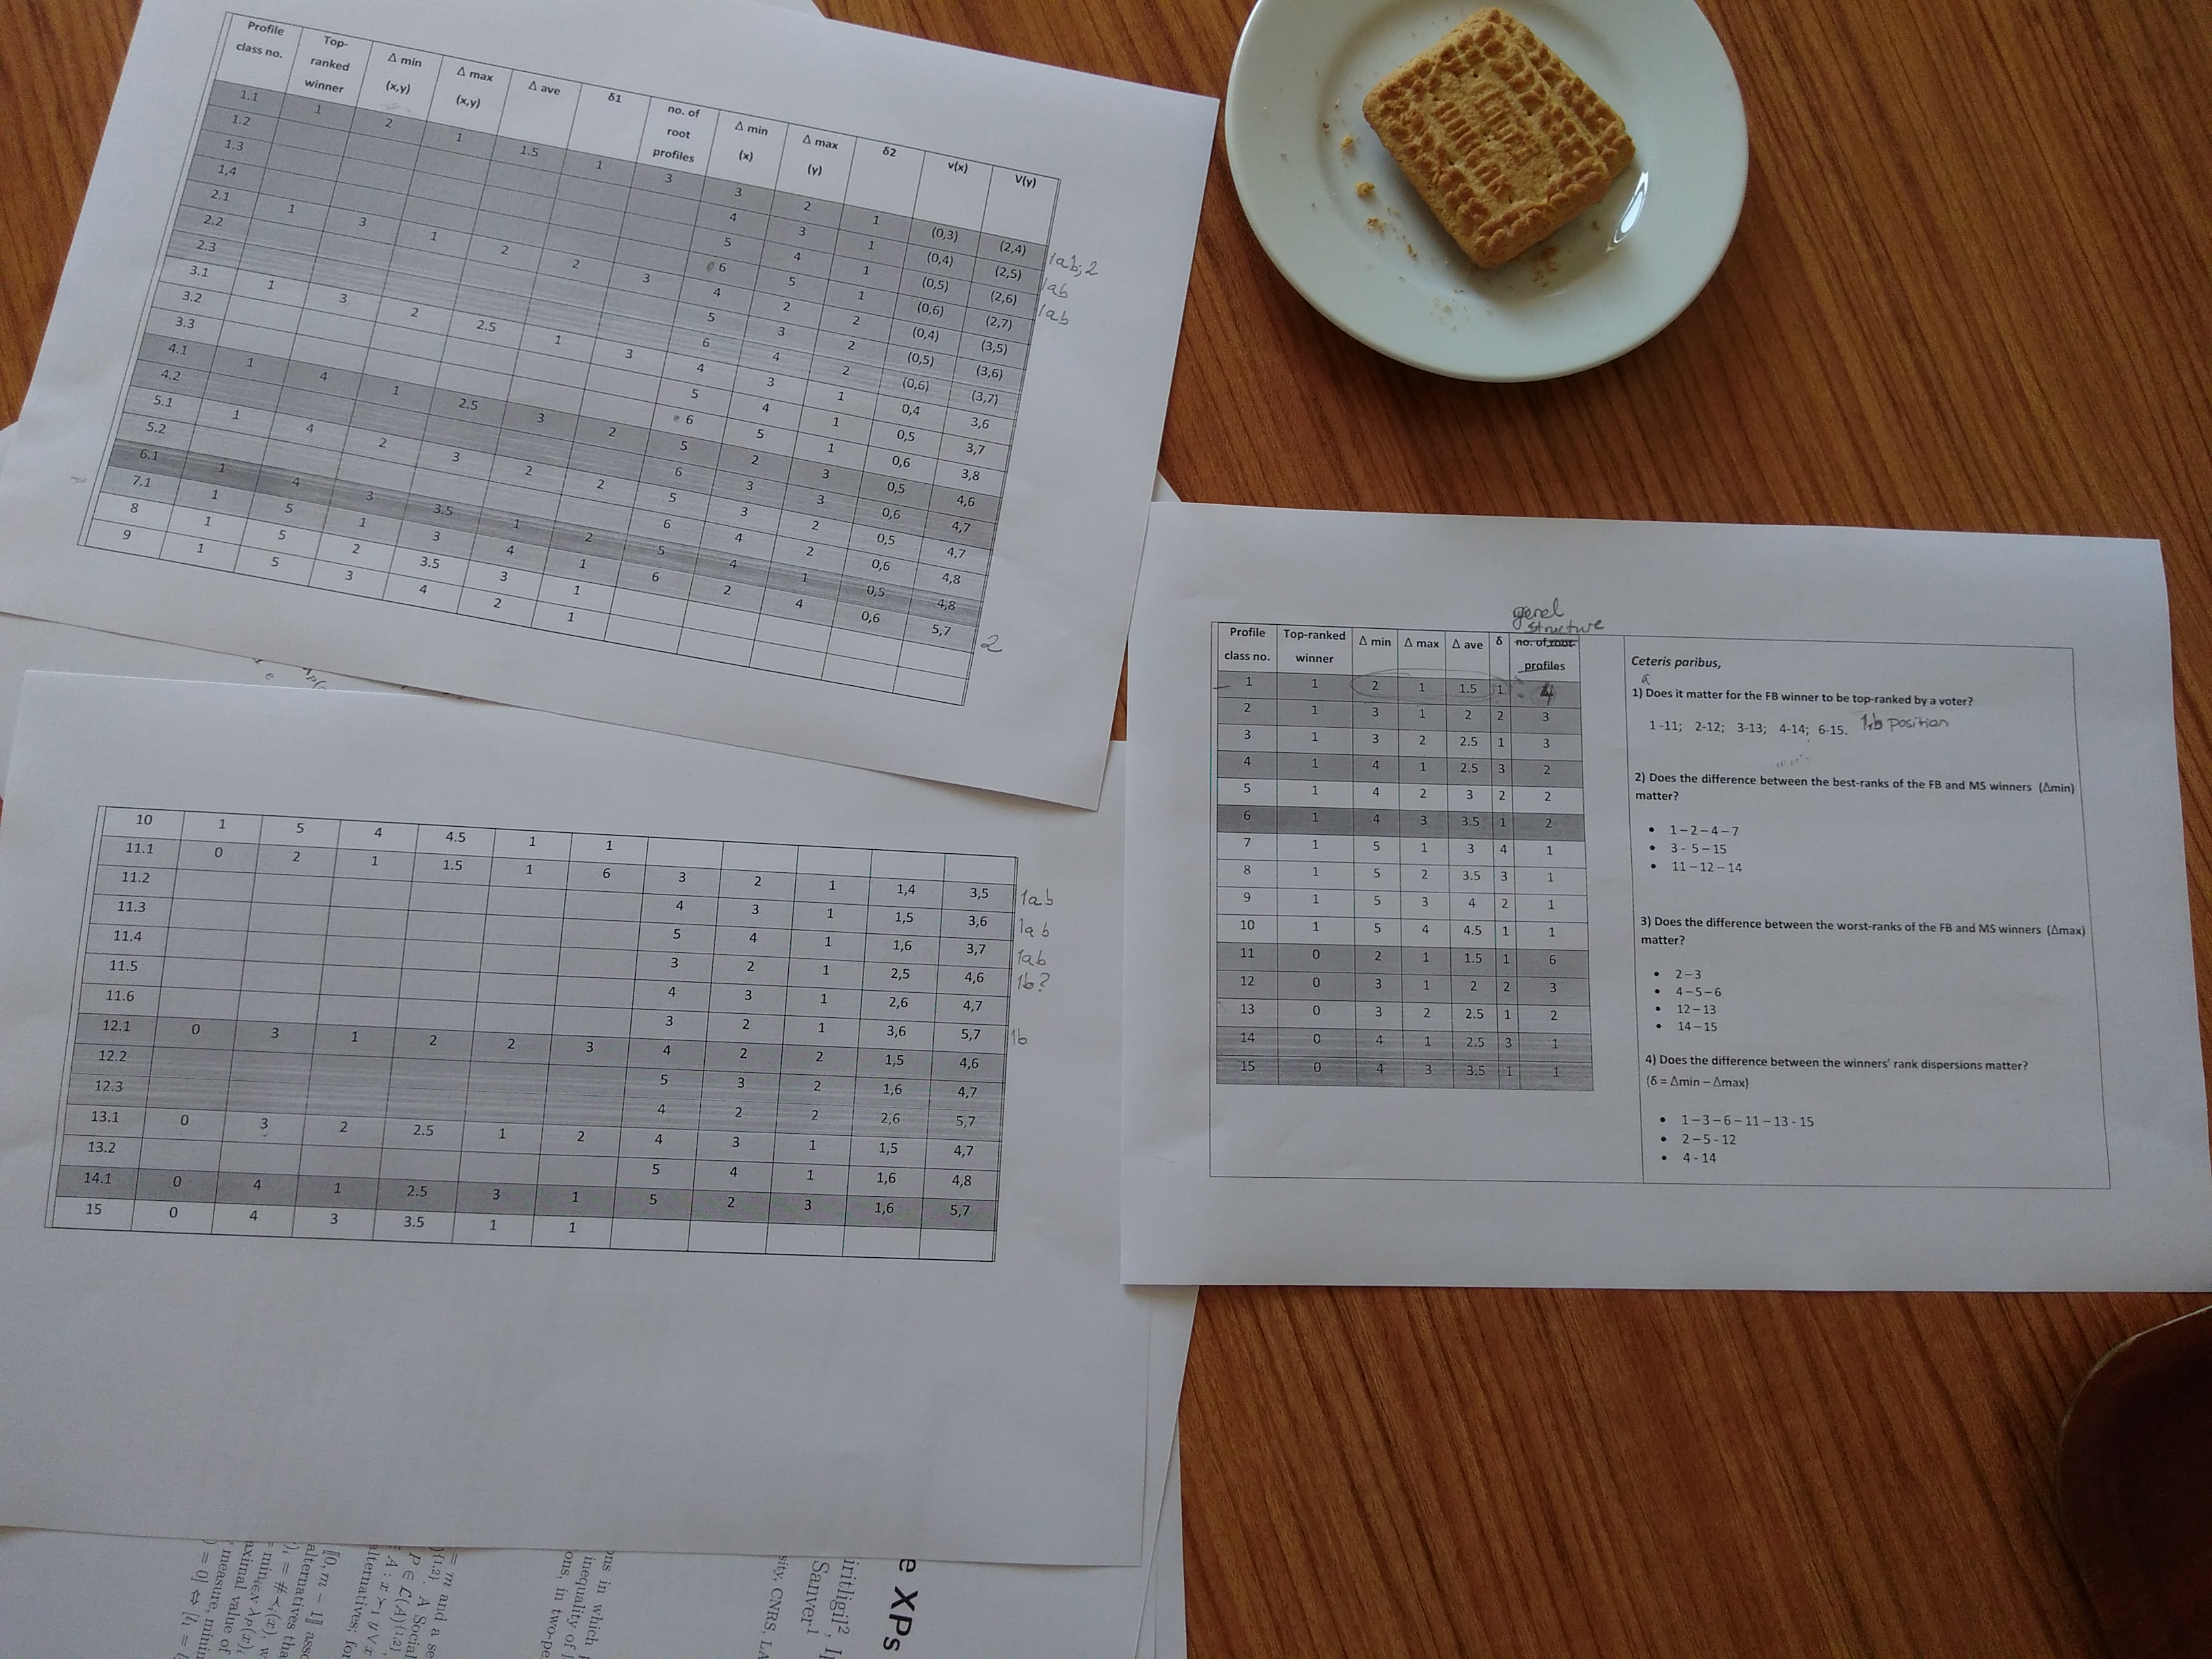 Profile class no. Top-ranked winner Δ min (x,y) Δ max (x,y) Δ ave δ1 no. of root profiles Δ min (x) Δ max (y) δ2 v(x) V(y)
1.1 1 2 1 1.5 1 3 3 2 1 (0,3) (2,4) 1ab;2
1.2 4 3 1 (0,4) (2,5) 1ab
1.3 5 4 1 (0,5) (2,6) 1ab
1,4 6 5 1 (0,6) (2,7)
2.1 1 3 1 2 2 3 4 2 2 (0,4) (3,5)
2.2 5 3 2 (0,5) (3,6)
2.3 6 4 2 (0,6) (3,7)
3.1 1 3 2 2.5 1 3 4 3 1 0,4 3,6
3.2 5 4 1 0,5 3,7
3.3 6 5 1 0,6 3,8
4.1 1 4 1 2.5 3 2 5 2 3 0,5 4,6
4.2 6 3 3 0,6 4,7
5.1 1 4 2 3 2 2 5 3 2 0,5 4,7
5.2 6 4 2 0,6 4,8
6.1 1 4 3 3.5 1 2 5 4 1 0,5 4,8
7.1 1 5 1 3 4 1 6 2 4 0,6 5,7
8 1 5 2 3.5 3 1
9 1 5 3 4 2 1
2
10 1 5 4 4.5 1 1
11.1 0 2 1 1.5 1 6 3 2 1 1,4 3,5 1ab
11.2 4 3 1 1,5 3,6 1ab
11.3 5 4 1 1,6 3,7 1ab
11.4 3 2 1 2,5 4,6 1b?
11.5 4 3 1 2,6 4,7
11.6 3 2 1 3,6 5,7 1b
12.1 0 3 1 2 2 3 4 2 2 1,5 4,6
12.2 5 3 2 1,6 4,7
12.3 4 2 2 2,6 5,7
13.1 0 3 2 2.5 1 2 4 3 1 1,5 4,7
13.2 5 4 1 1,6 4,8
14.1 0 4 1 2.5 3 1 5 2 3 1,6 5,7
15 0 4 3 3.5 1 1
structure
Profile class no. Top-ranked winner Δ min Δ max Δ ave δ no. of root profiles
1 1 2 1 1.5 1 4
2 1 3 1 2 2 3
3 1 3 2 2.5 1 3
4 1 4 1 2.5 3 2
5 1 4 2 3 2 2
6 1 4 3 3.5 1 2
7 1 5 1 3 4 1
8 1 5 2 3.5 3 1
9 1 5 3 4 2 1
10 1 5 4 4.5 1 1
11 0 2 1 1.5 1 6
12 0 3 1 2 2 3
13 0 3 2 2.5 1 2
14 0 4 1 2.5 3 1
15 0 4 3 3.5 1 1
Ceteris paribus,
a
1) Does it matter for the FB winner to be top-ranked by a voter?
1 -11; 2-12; 3-13; 4-14; 6-15. 1,b position
2) Does the difference between the best-ranks of the FB and MS winners (Δmin)
matter?
• 1 – 2 – 4 – 7
• 3 - 5 – 15
• 11 – 12 – 14
3) Does the difference between the worst-ranks of the FB and MS winners (Δmax)
matter?
• 2 – 3
• 4 – 5 – 6
• 12 – 13
• 14 – 15
4) Does the difference between the winners' rank dispersions matter?
(δ = Δmin – Δmax)
• 1 – 3 – 6 – 11 – 13 - 15
• 2 – 5 - 12
• 4 - 14
e XPs
iritligil²
Sanver¹
sity, CNRS, LA
ons in which
inequality of
ons, in two-pe
= m and a se
A Social
alternatives; fo
[0, m − 1] asso
alternatives tha
aximal value of
measure, minim